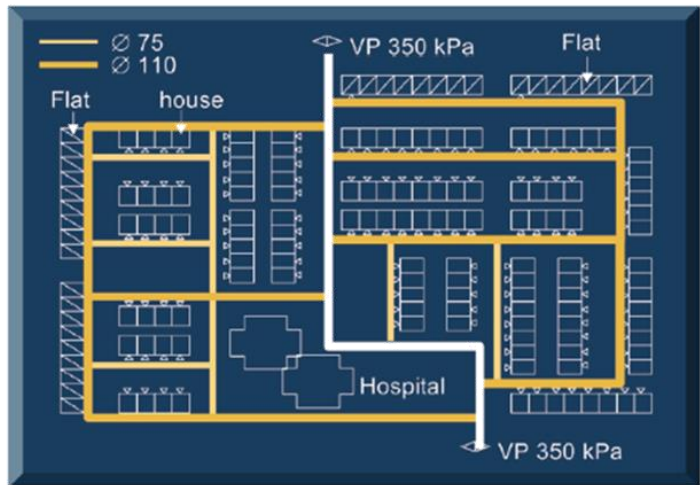 Ø 75
Ø 110
VP 350 kPa
Flat
Flat
house
Hospital
VP 350 kPa